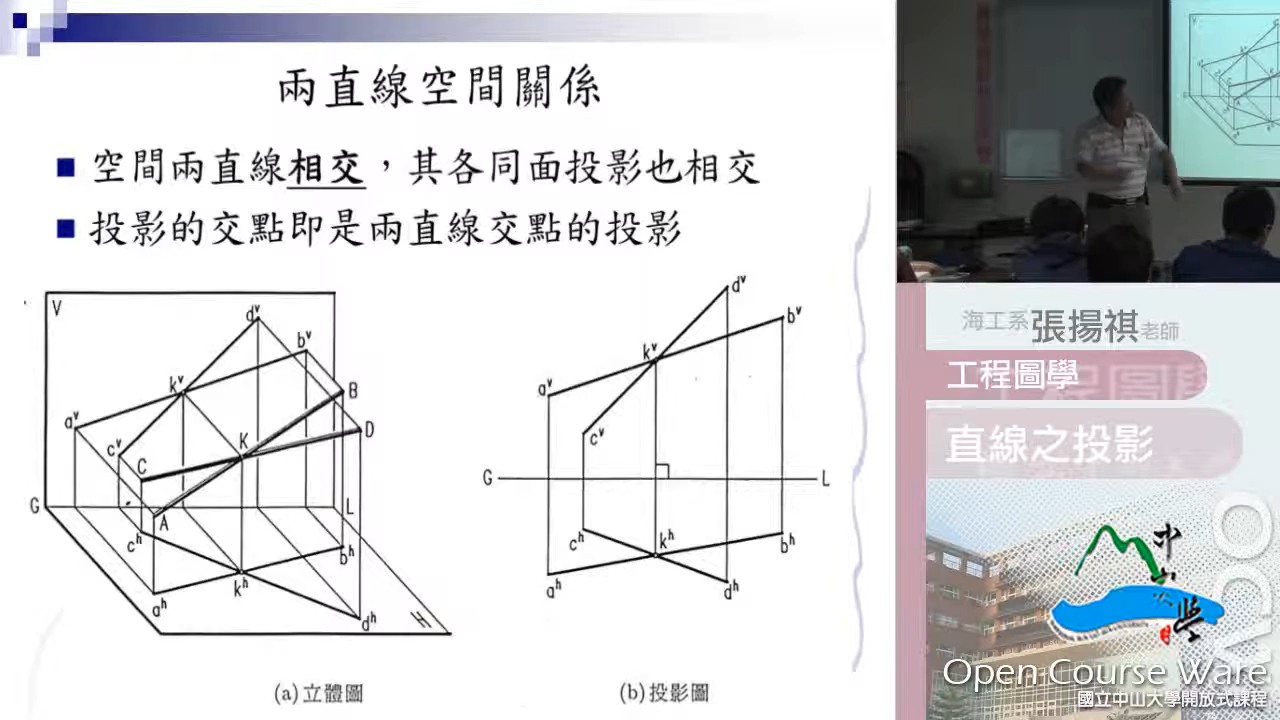 兩直線空間關係
空間兩直線相交，其各同面投影也相交
投影的交點即是兩直線交點的投影
V
dᵛ
bᵛ
kᵛ
B
aᵛ
cᵛ
K
D
C
G
A
L
cʰ
bʰ
kʰ
aʰ
dʰ
H
(a)立體圖
dᵛ
bᵛ
kᵛ
aᵛ
cᵛ
G
L
cʰ
kʰ
bʰ
aʰ
dʰ
(b)投影圖
海工系張揚祺老師
工程圖學
直線之投影
中山大學
OCW
Open Course Ware
國立中山大學開放式課程